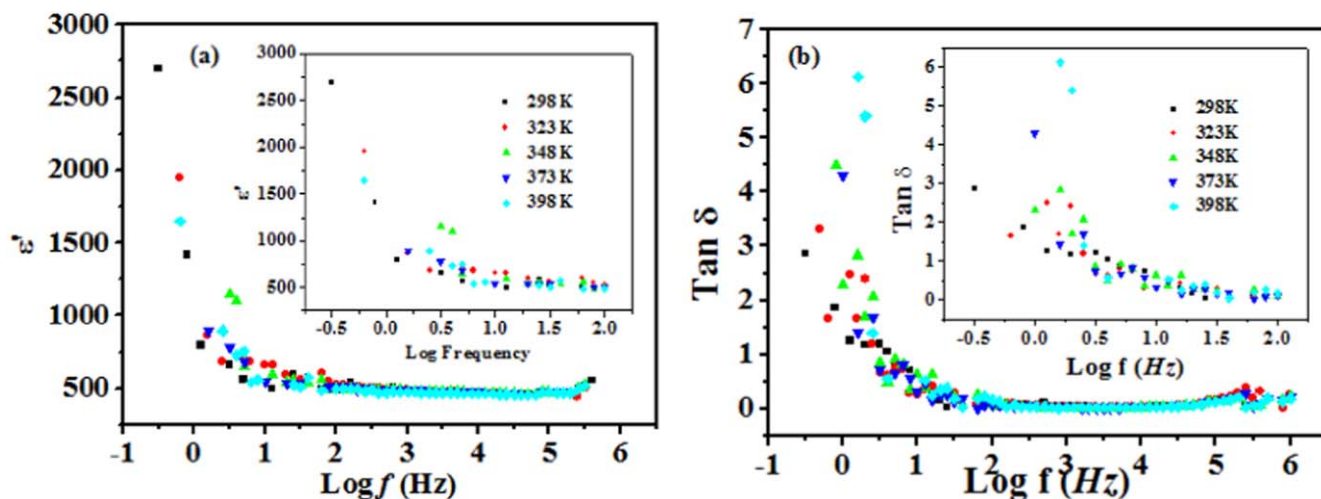 3000
2500
2000
1500
1000
500
-1 0 1 2 3 4 5 6
ε'
Log f (Hz)
(a)
3000
2500
2000
1500
1000
500
-0.5 0.0 0.5 1.0 1.5 2.0
ε'
Log Frequency
298 K
323 K
348 K
373 K
398 K
7
6
5
4
3
2
1
0
-1 0 1 2 3 4 5 6
Tan δ
Log f (Hz)
(b)
6
5
4
3
2
1
0
-0.5 0.0 0.5 1.0 1.5 2.0
Tan δ
Log f (Hz)
298K
323K
348K
373K
398K